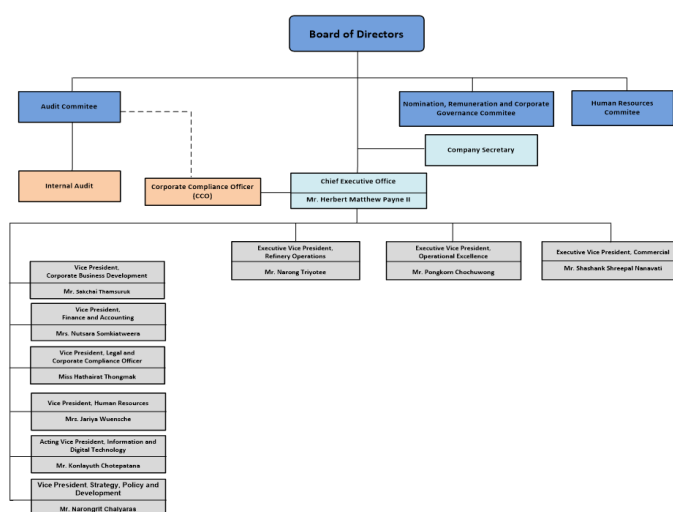 Board of Directors
Audit Commitee
Nomination, Remuneration and Corporate
Governance Commitee
Human Resources
Commitee
Company Secretary
Internal Audit
Corporate Compliance Officer
(CCO)
Chief Executive Office
Mr. Herbert Matthew Payne II
Executive Vice President,
Refinery Operations
Mr. Narong Triyotee
Executive Vice President,
Operational Excellence
Mr. Pongkorn Chochuwong
Executive Vice President, Commercial
Mr. Shashank Shreepal Nanavati
Vice President,
Corporate Business Development
Mr. Sakchai Thamsuruk
Vice President,
Finance and Accounting
Mrs. Nutsara Somkiatweera
Vice President, Legal and
Corporate Compliance Officer
Miss Hathairat Thongmak
Vice President, Human Resources
Mrs. Jariya Wuensche
Acting Vice President, Information and
Digital Technology
Mr. Konlayuth Chotepatana
Vice President, Strategy, Policy and
Development
Mr. Narongrit Chaiyaras